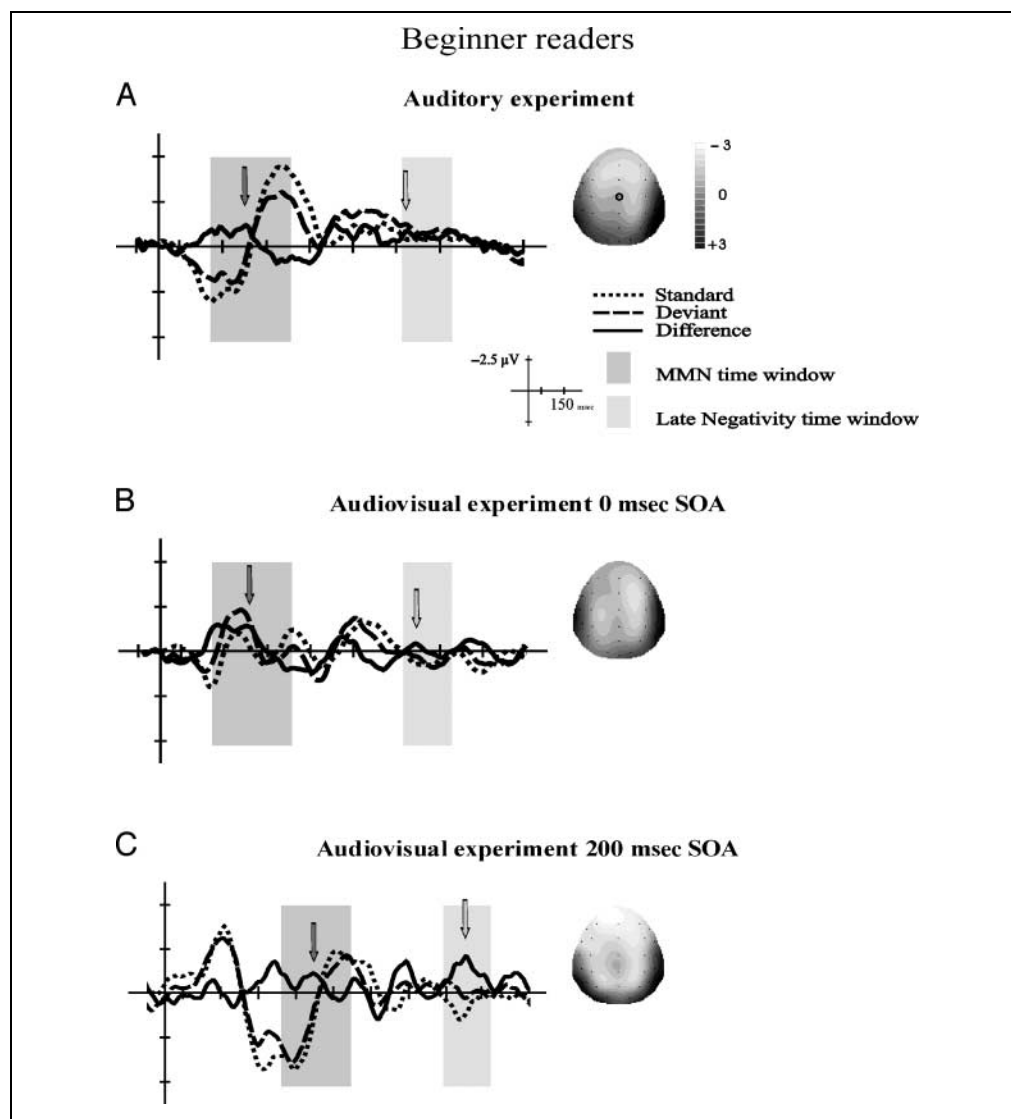 Beginner readers
A
Auditory experiment
− 3
0
+3
Standard
Deviant
Difference
−2.5 μV
150 msec
MMN time window
Late Negativity time window
B
Audiovisual experiment 0 msec SOA
C
Audiovisual experiment 200 msec SOA